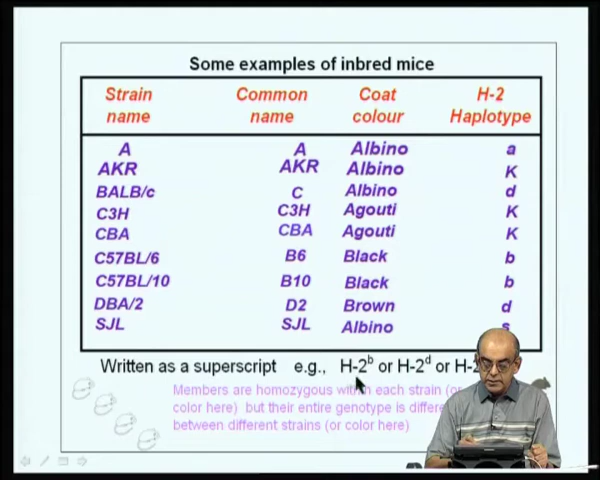 Some examples of inbred mice
Strain name Common name Coat colour H-2 Haplotype
A A Albino a
AKR AKR Albino K
BALB/c C Albino d
C3H C3H Agouti K
CBA CBA Agouti K
C57BL/6 B6 Black b
C57BL/10 B10 Black b
DBA/2 D2 Brown d
SJL SJL Albino s
Written as a superscript e.g., H-2ᵇ or H-2ᵈ or H-2
Members are homozygous within each strain (or
color here) but their entire genotype is
between different strains (or color here)